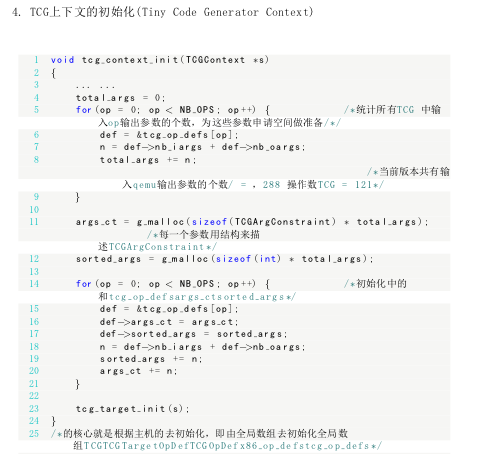 4. TCG上下文的初始化(Tiny Code Generator Context)
1 void tcg_context_init(TCGContext *s)
2 {
3 ... ...
4 total_args = 0;
5 for(op = 0; op < NB_OPS; op++) { /*统计所有TCG 中输
入op输出参数的个数，为这些参数申请空间做准备/*/
6 def = &tcg_op_defs[op];
7 n = def->nb_iargs + def->nb_oargs;
8 total_args += n;
/*当前版本共有输
入qemu输出参数的个数/ = ，288 操作数TCG = 121*/
9 }
10
11 args_ct = g_malloc(sizeof(TCGArgConstraint) * total_args);
/*每一个参数用结构来描
述TCGArgConstraint*/
12 sorted_args = g_malloc(sizeof(int) * total_args);
13
14 for(op = 0; op < NB_OPS; op++) { /*初始化中的
和tcg_op_defsargs_ctsorted_args*/
15 def = &tcg_op_defs[op];
16 def->args_ct = args_ct;
17 def->sorted_args = sorted_args;
18 n = def->nb_iargs + def->nb_oargs;
19 sorted_args += n;
20 args_ct += n;
21 }
22
23 tcg_target_init(s);
24 }
25 /*的核心就是根据主机的去初始化，即由全局数组去初始化全局数
组TCGTCGTargetOpDefTCGOpDefx86_op_defstcg_op_defs*/